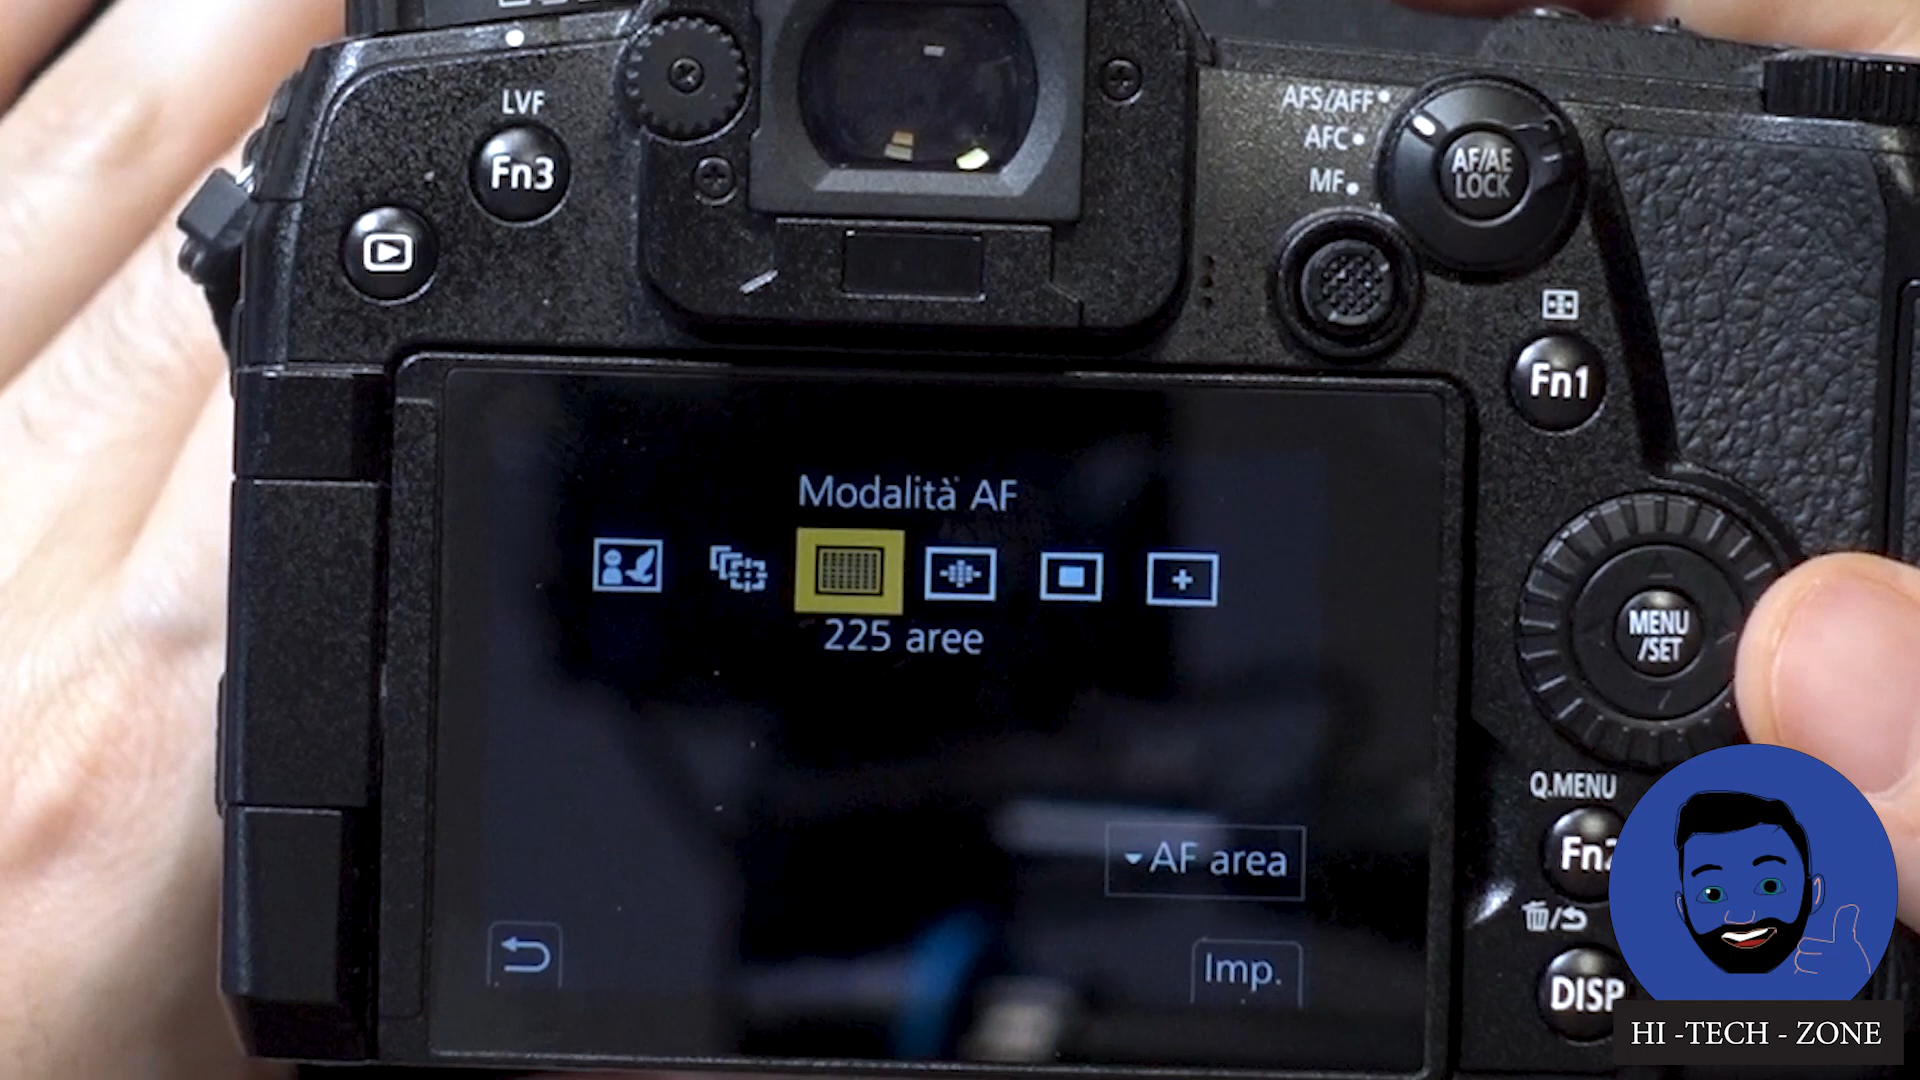 LVF
Fn3
AFS/AFF
AFC
MF
AF/AE
LOCK
Fn1
Modalità AF
225 aree
MENU
/SET
Q.MENU
Fn2
AF area
Imp.
DISP
HI -TECH - ZONE